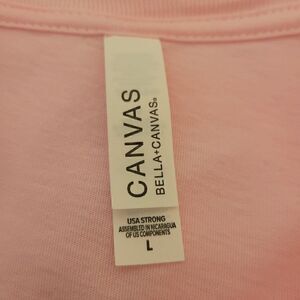 CANVAS
BELLA+CANVAS®
USA STRONG
ASSEMBLED IN NICARAGUA
OF US COMPONENTS
L